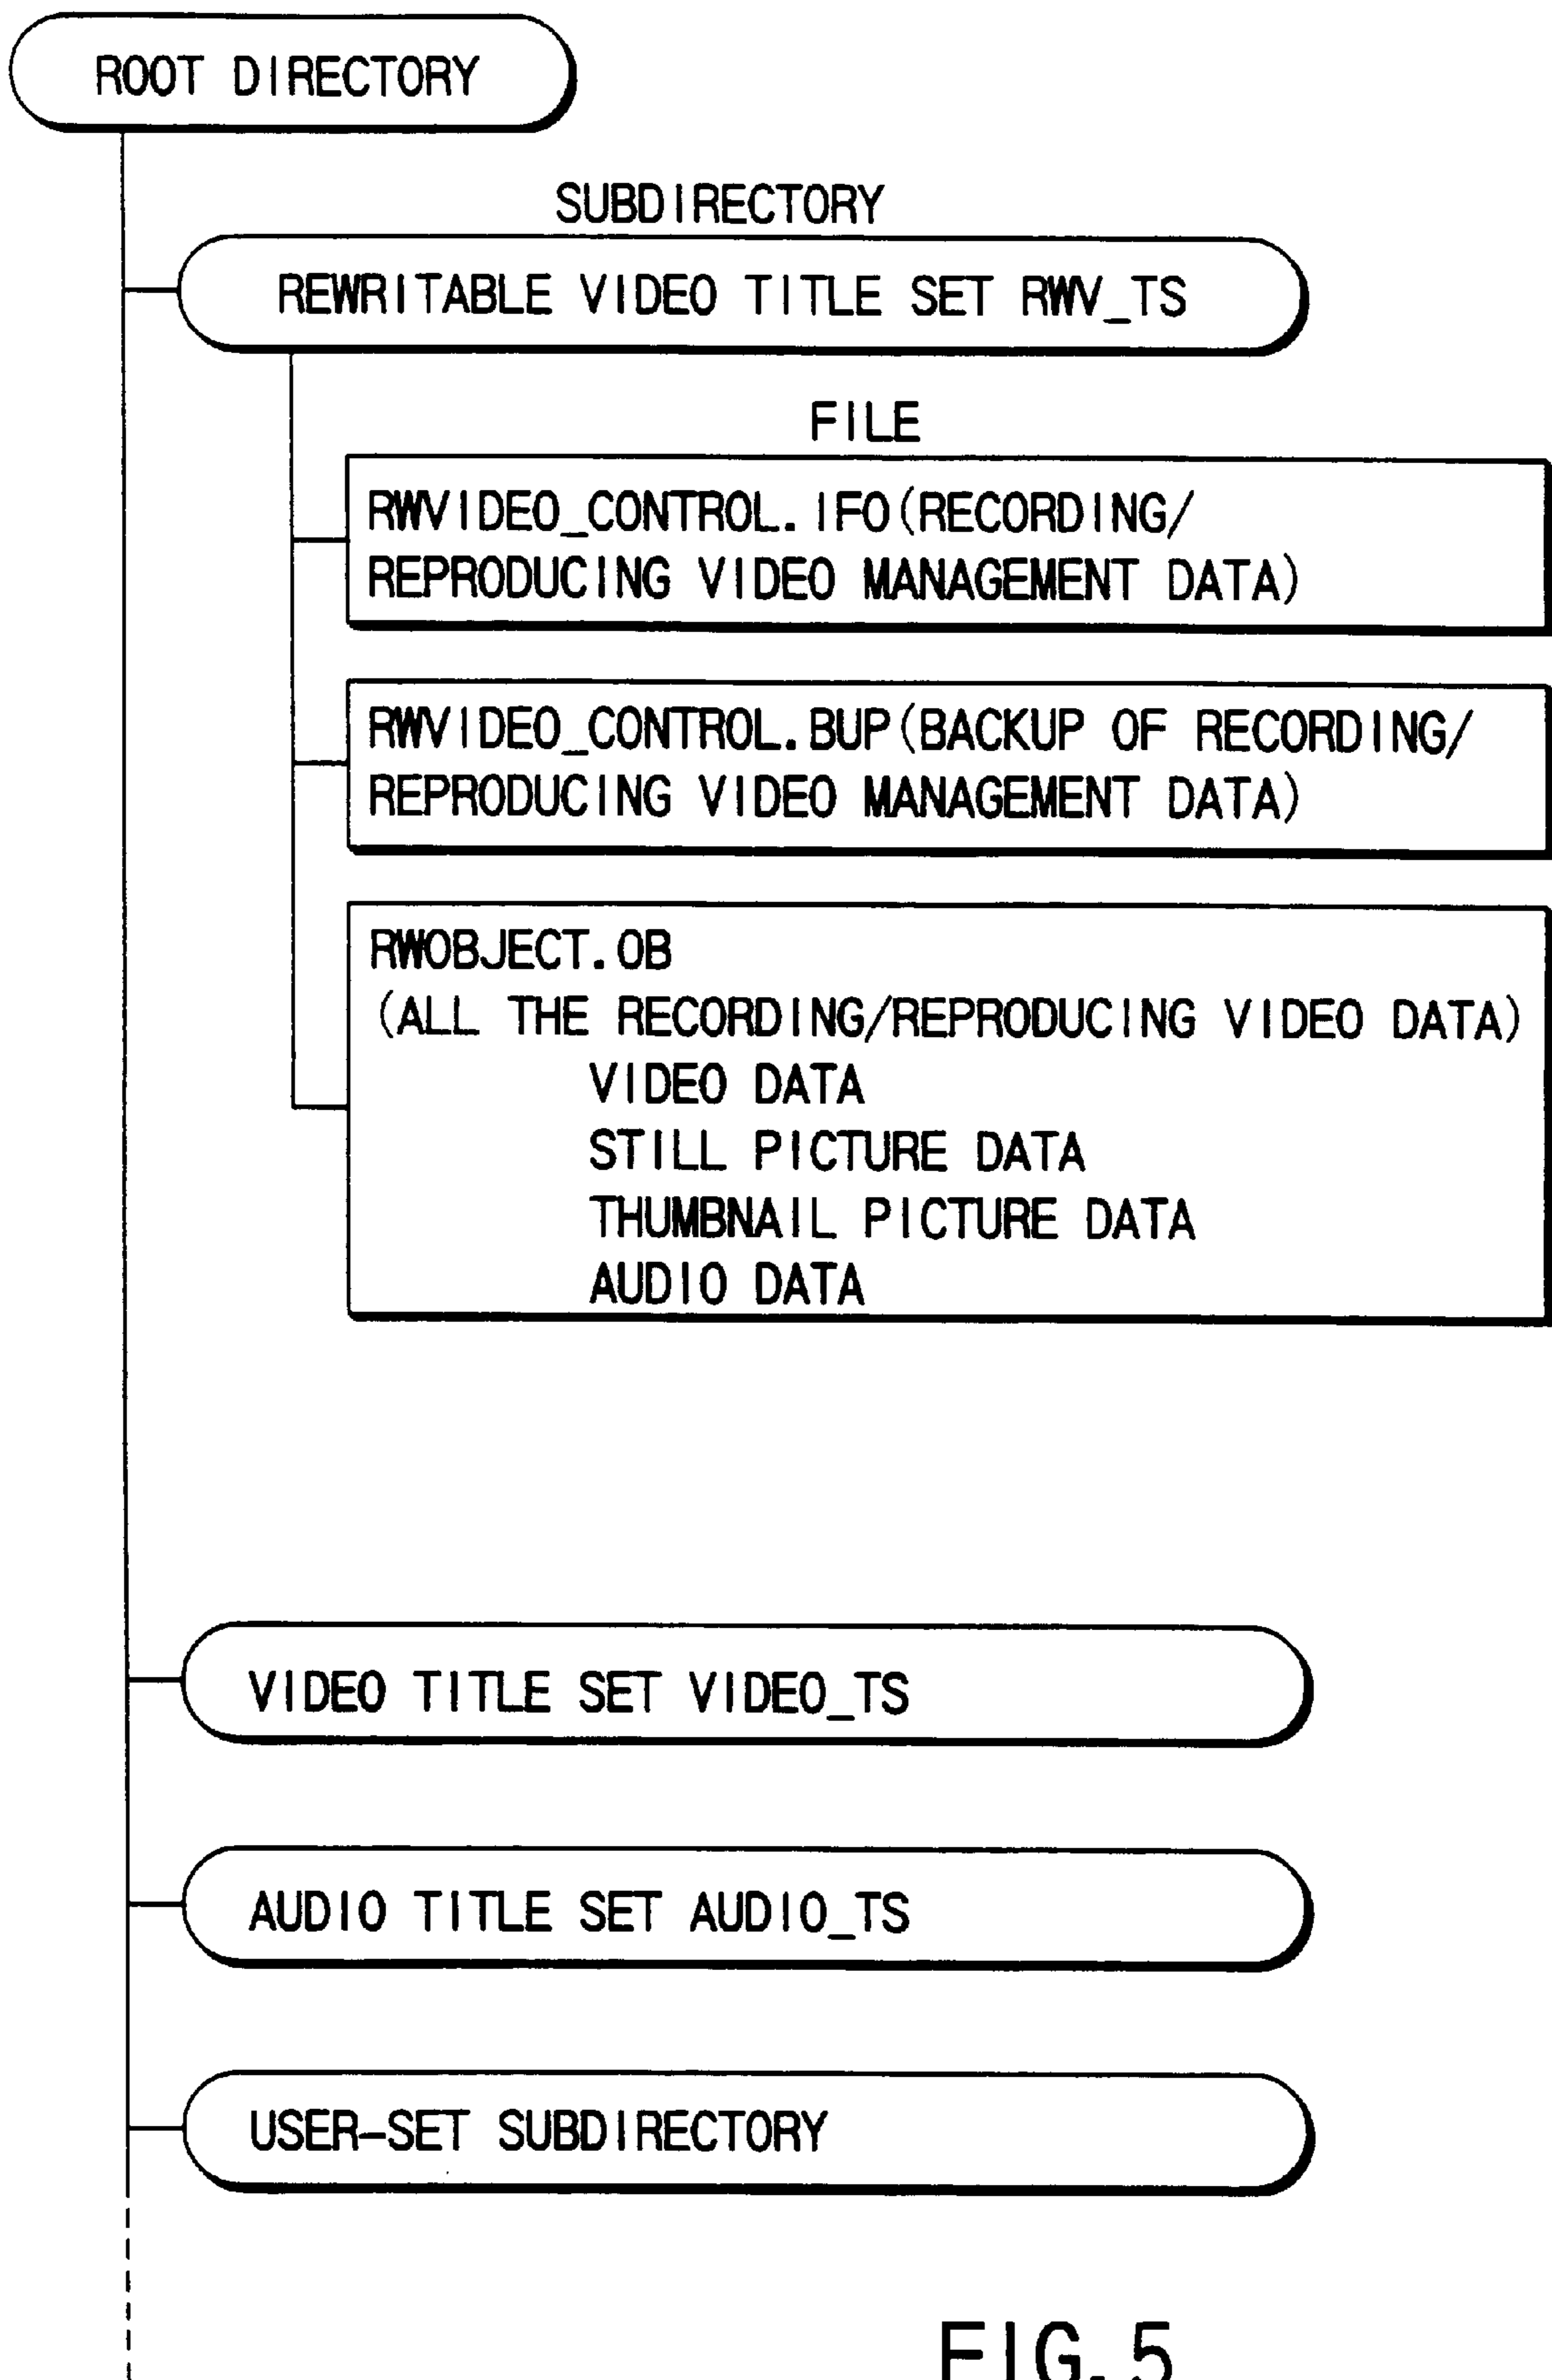 ROOT DIRECTORY
SUBDIRECTORY
REWRITABLE VIDEO TITLE SET RWV_TS
FILE
RWVIDEO_CONTROL.IFO(RECORDING/
REPRODUCING VIDEO MANAGEMENT DATA)
RWVIDEO_CONTROL.BUP(BACKUP OF RECORDING/
REPRODUCING VIDEO MANAGEMENT DATA)
RWOBJECT.OB
(ALL THE RECORDING/REPRODUCING VIDEO DATA)
VIDEO DATA
STILL PICTURE DATA
THUMBNAIL PICTURE DATA
AUDIO DATA
VIDEO TITLE SET VIDEO_TS
AUDIO TITLE SET AUDIO_TS
USER-SET SUBDIRECTORY
FIG. 5